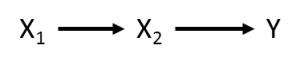 X₁ → X₂ → Y